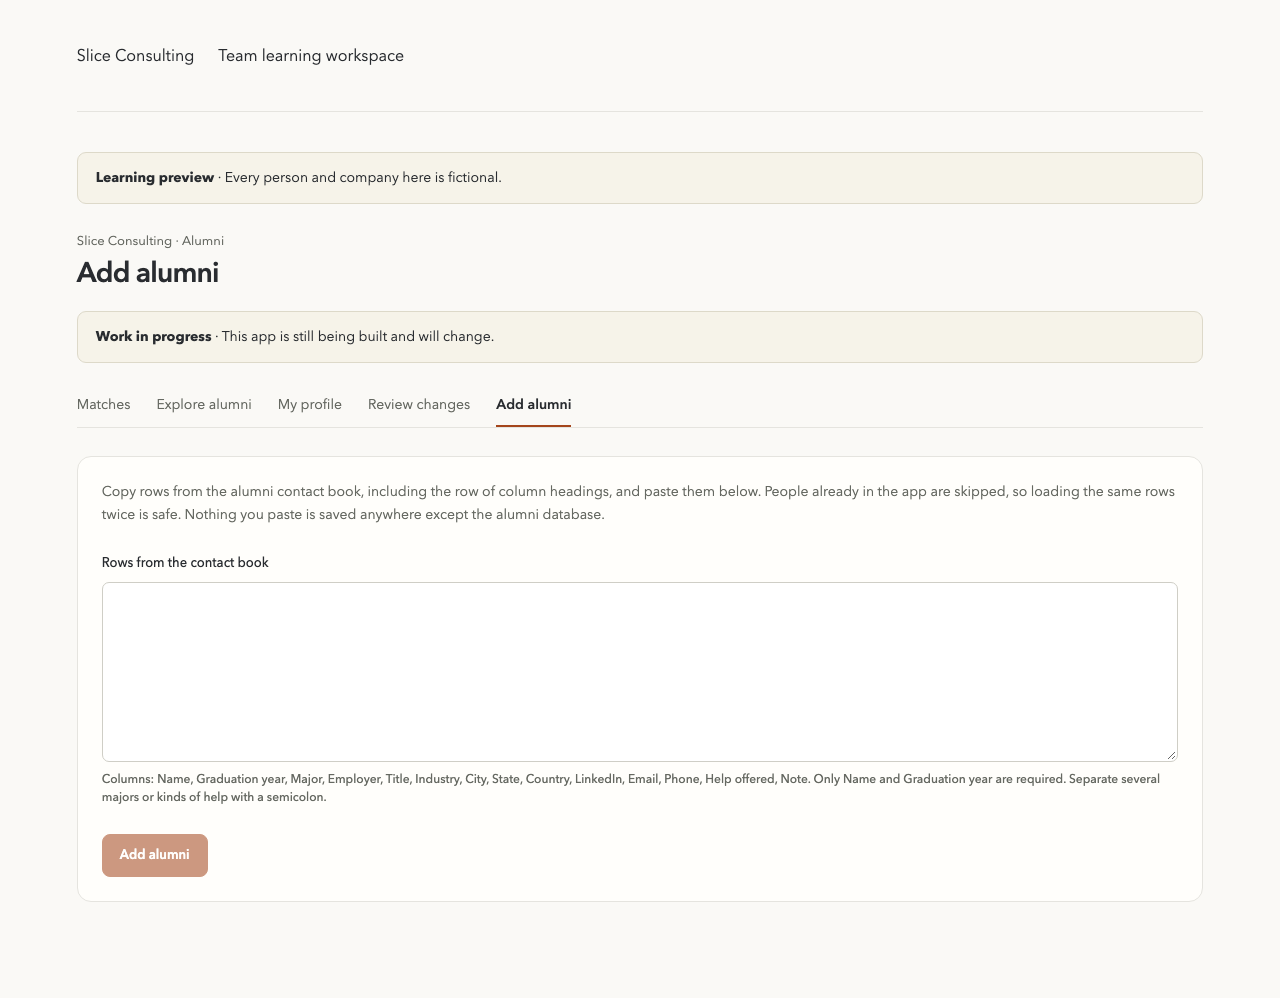 Slice Consulting Team learning workspace
Learning preview · Every person and company here is fictional.
Slice Consulting · Alumni
Add alumni
Work in progress · This app is still being built and will change.
Matches Explore alumni My profile Review changes Add alumni
Copy rows from the alumni contact book, including the row of column headings, and paste them below. People already in the app are skipped, so loading the same rows
twice is safe. Nothing you paste is saved anywhere except the alumni database.
Rows from the contact book
Columns: Name, Graduation year, Major, Employer, Title, Industry, City, State, Country, LinkedIn, Email, Phone, Help offered, Note. Only Name and Graduation year are required. Separate several
majors or kinds of help with a semicolon.
Add alumni